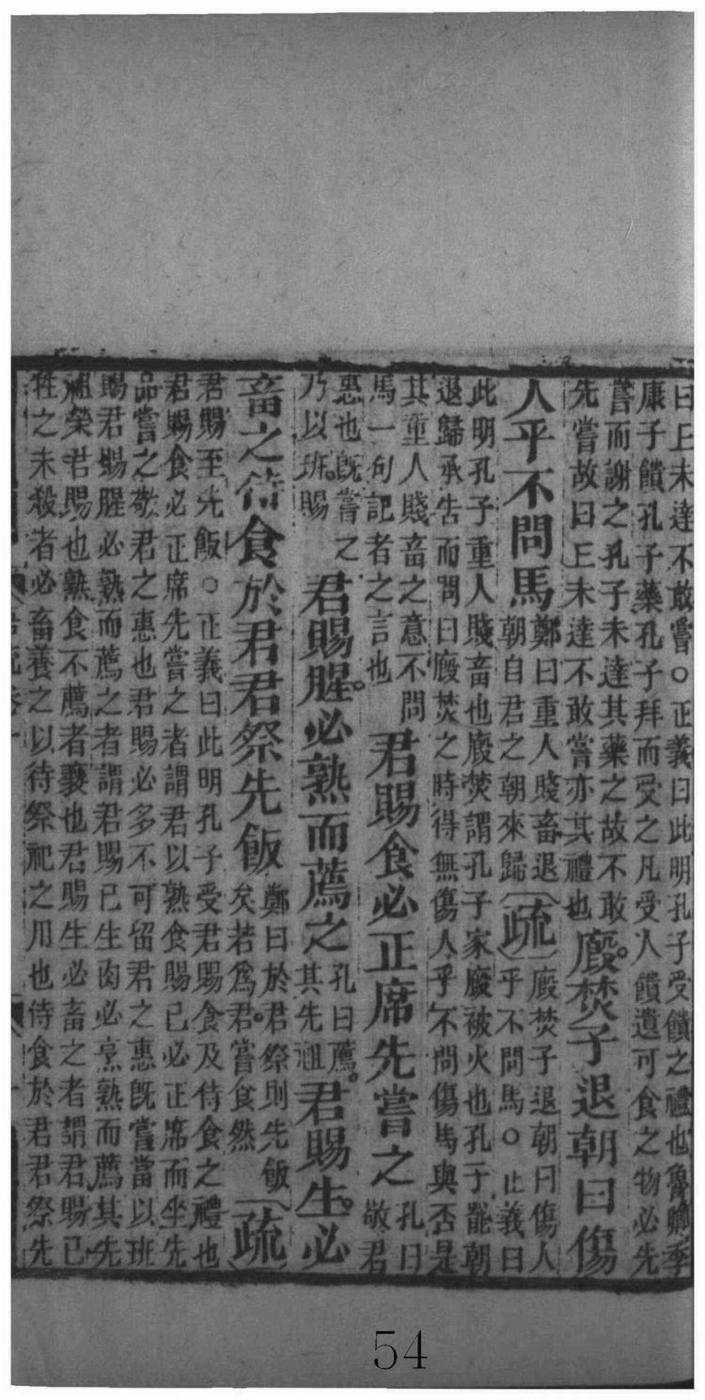 曰丘未達不敢嘗○正義曰此明孔子受饋之禮也魯卿季
康子饋孔子藥孔子拜而受之凡受人饋遺可食之物必先
嘗而謝之孔子未達其藥之故不敢
先嘗故曰丘未達不敢嘗亦其禮也
廏焚子退朝曰傷
人乎不問馬
鄭曰重人賤畜退
朝自君之朝來歸
疏
廏焚子退朝曰傷人
乎不問馬○正義曰
此明孔子重人賤畜也廏焚謂孔子家廏被火也孔子罷朝
退歸承告而問曰廏焚之時得無傷人乎不問傷馬與否是
其重人賤畜之意不問
馬一句記者之言也
君賜食必正席先嘗之
孔曰
敬君
惠也既嘗之
乃以班賜
君賜腥必熟而薦之
孔曰薦
其先祖
君賜生必
畜之侍食於君君祭先飯
鄭曰於君祭則先飯
矣若爲君嘗食然
疏
君賜至先飯○正義曰此明孔子受君賜食及侍食之禮也
君賜食必正席先嘗之者謂君以熟食賜已必正席而坐先
品嘗之敬君之惠也君賜必多不可留君之惠旣嘗當以班
賜君賜腥必熟而薦之者謂君賜已生肉必烹熟而薦其先
祖榮君賜也熟食不薦者褻也君賜生必畜之者謂君賜已
牲之未殺者必畜養之以待祭祀之用也侍食於君君祭先
54